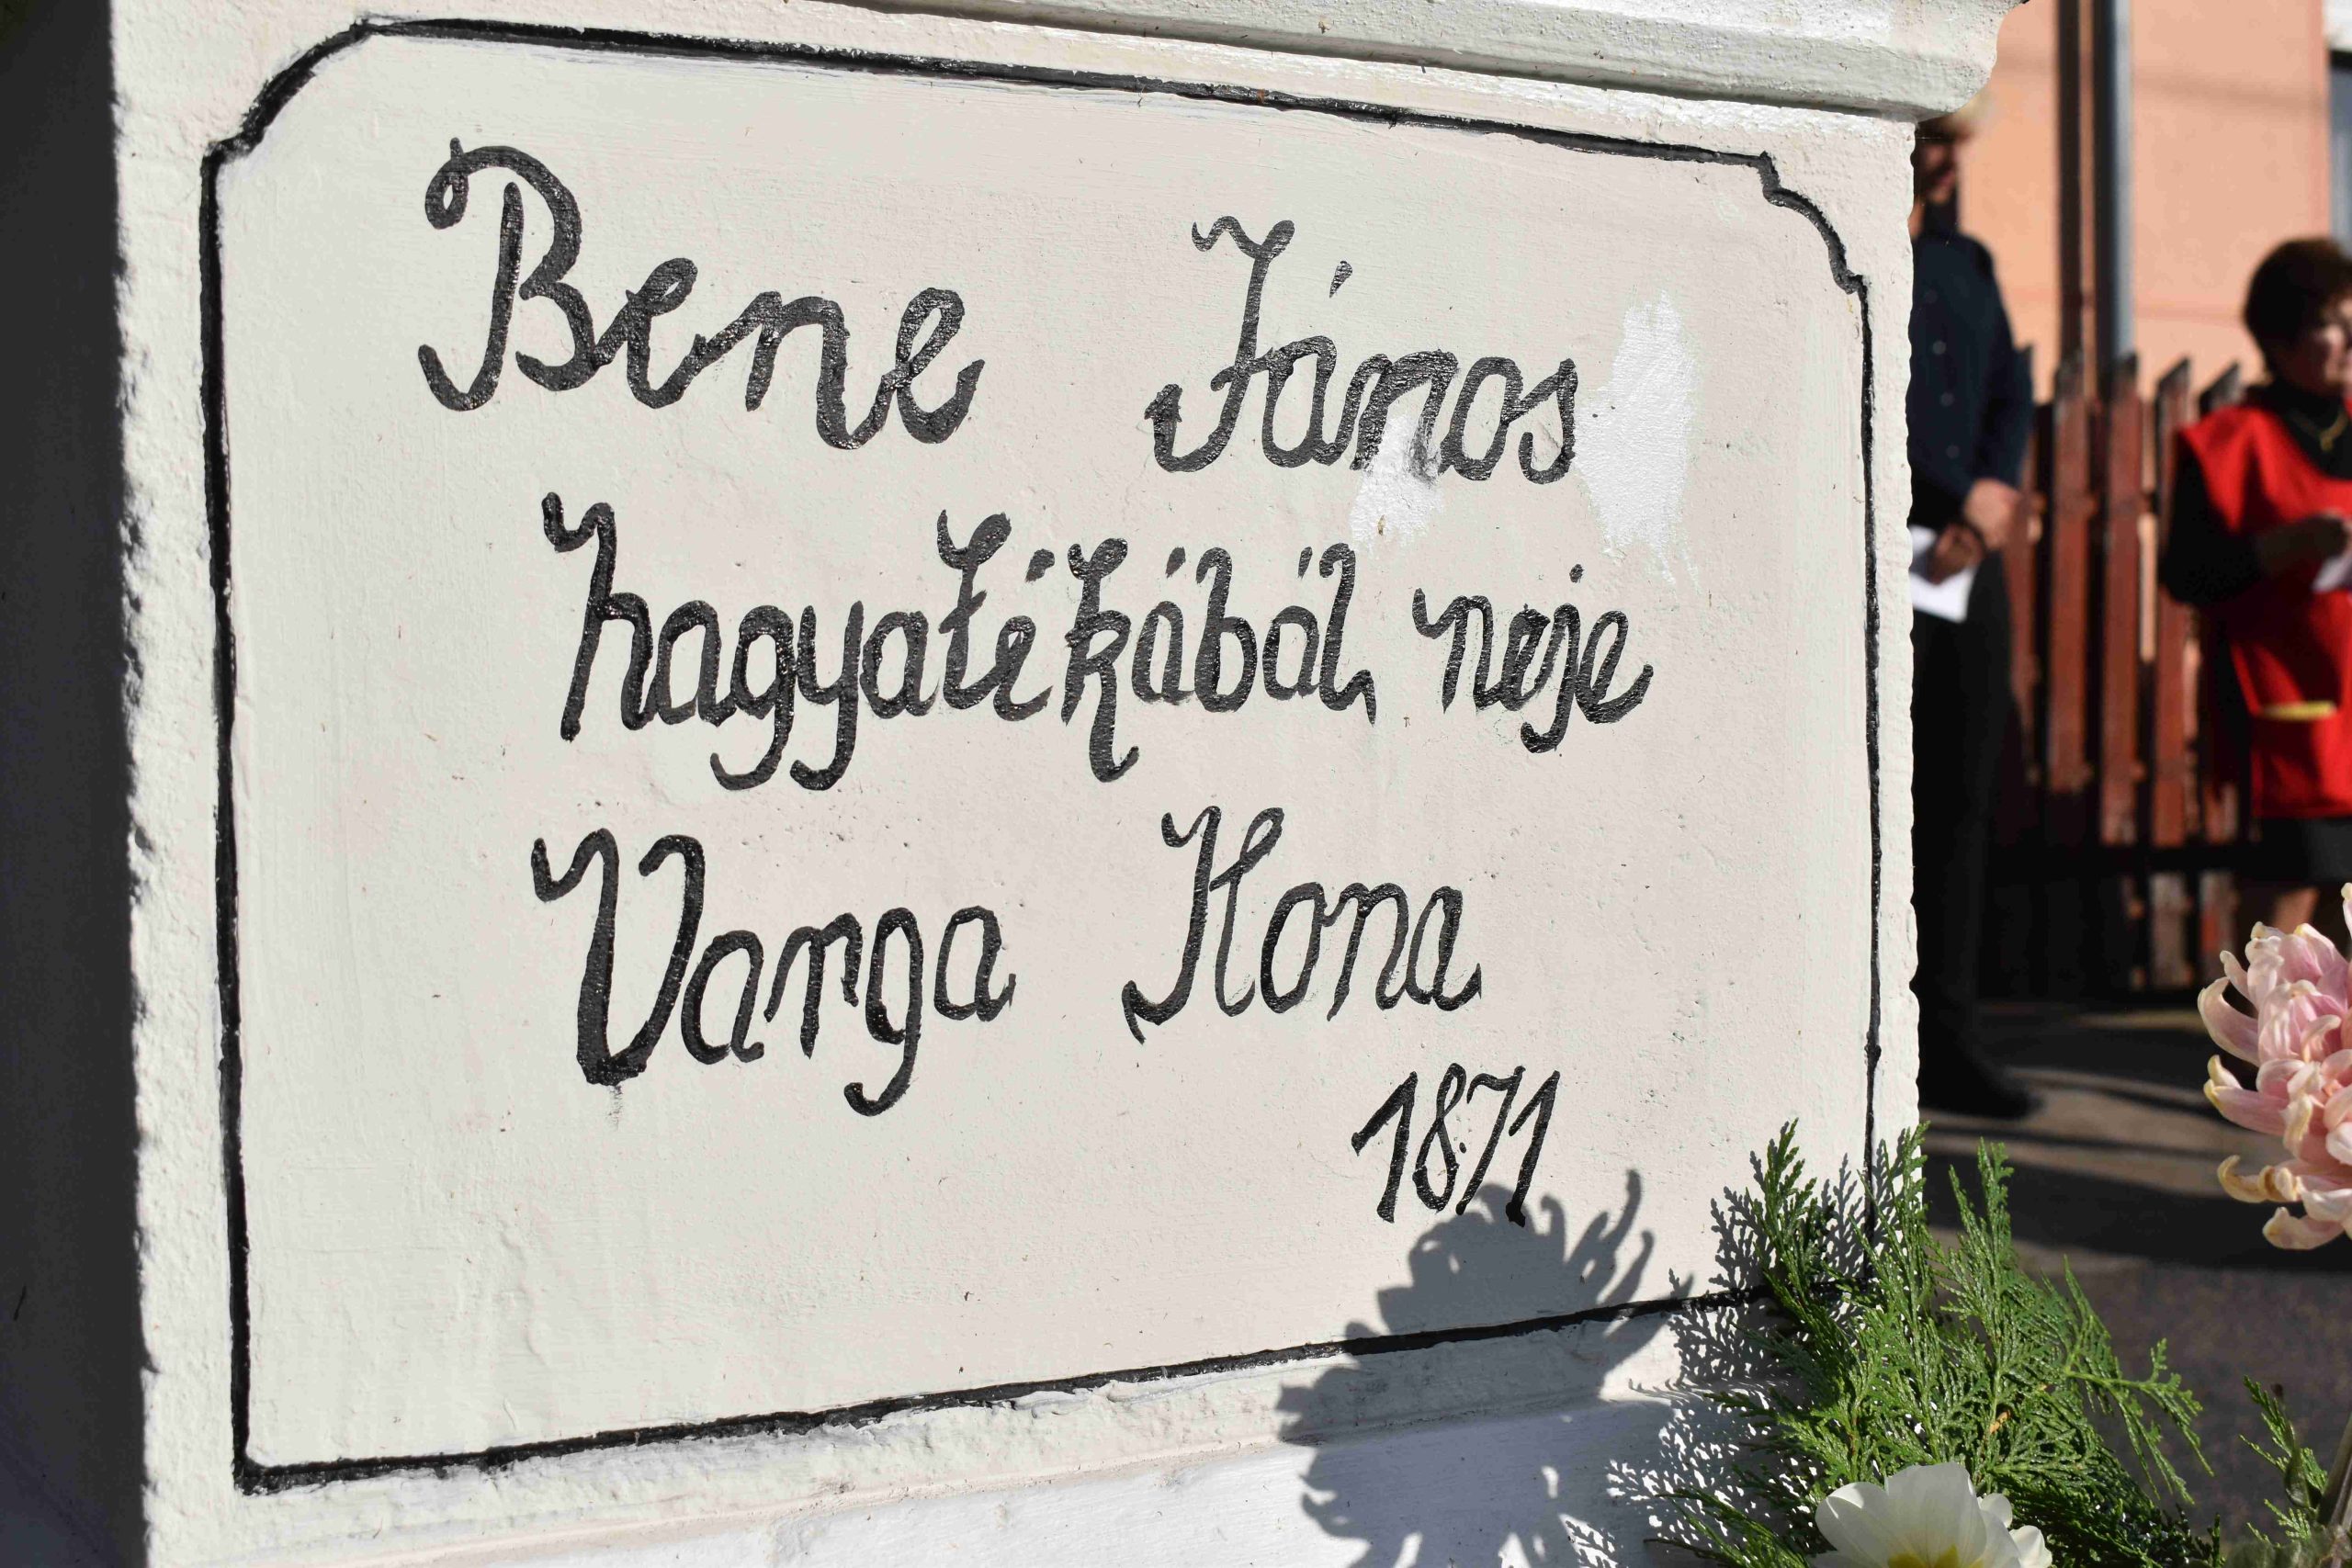 Bene János
hagyatékából, neje
Varga Ilona
1871